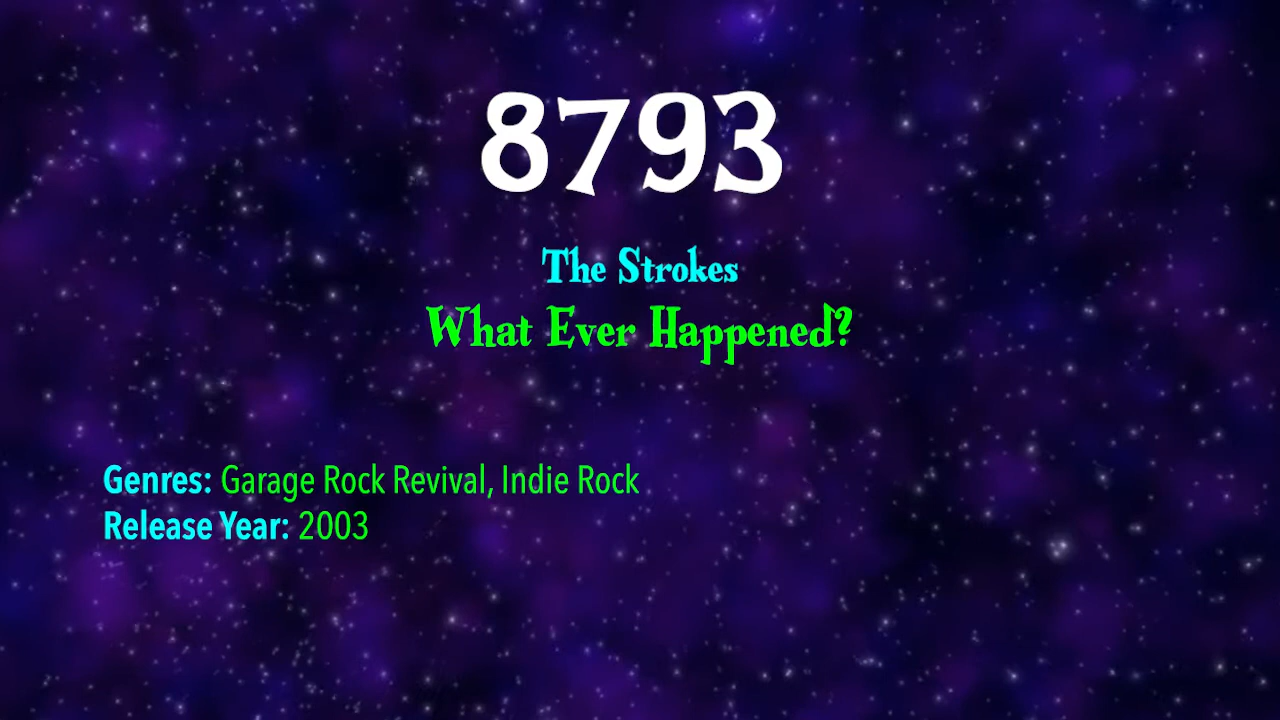 8793
The Strokes
What Ever Happened?
Genres: Garage Rock Revival, Indie Rock
Release Year: 2003